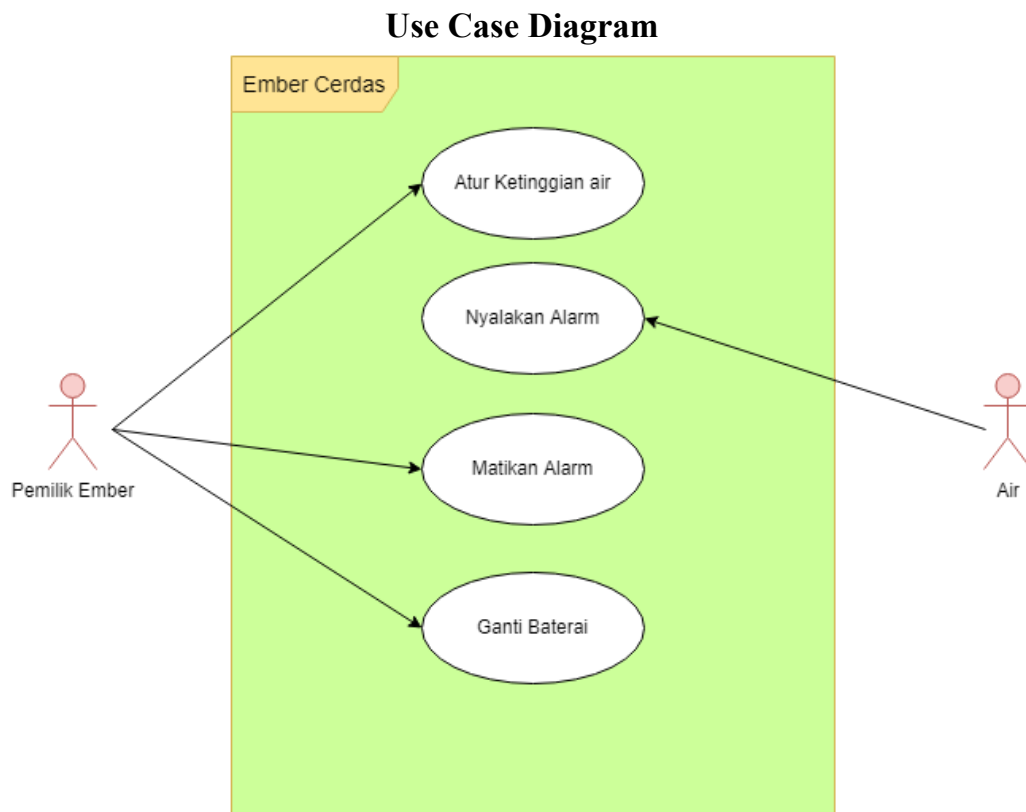 Use Case Diagram
Ember Cerdas
Atur Ketinggian air
Nyalakan Alarm
Matikan Alarm
Pemilik Ember
Air
Ganti Baterai